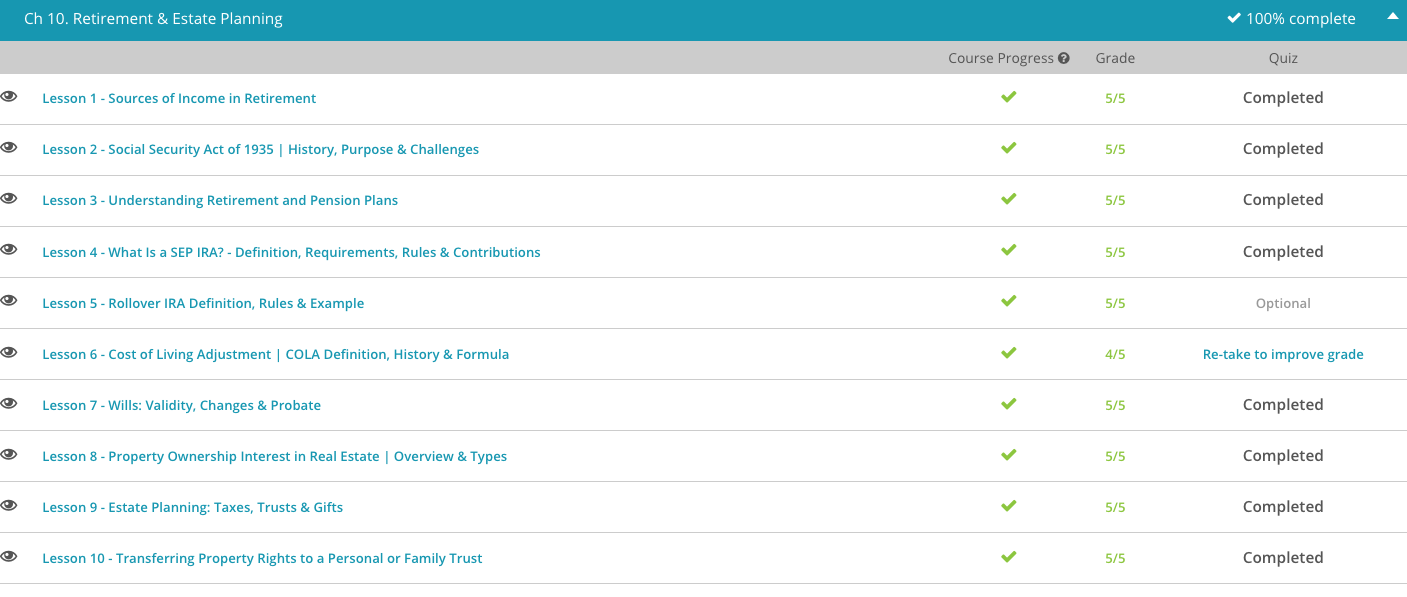 Ch 10. Retirement & Estate Planning 100% complete
Course Progress ? Grade Quiz
Lesson 1 - Sources of Income in Retirement 5/5 Completed
Lesson 2 - Social Security Act of 1935 | History, Purpose & Challenges 5/5 Completed
Lesson 3 - Understanding Retirement and Pension Plans 5/5 Completed
Lesson 4 - What Is a SEP IRA? - Definition, Requirements, Rules & Contributions 5/5 Completed
Lesson 5 - Rollover IRA Definition, Rules & Example 5/5 Optional
Lesson 6 - Cost of Living Adjustment | COLA Definition, History & Formula 4/5 Re-take to improve grade
Lesson 7 - Wills: Validity, Changes & Probate 5/5 Completed
Lesson 8 - Property Ownership Interest in Real Estate | Overview & Types 5/5 Completed
Lesson 9 - Estate Planning: Taxes, Trusts & Gifts 5/5 Completed
Lesson 10 - Transferring Property Rights to a Personal or Family Trust 5/5 Completed